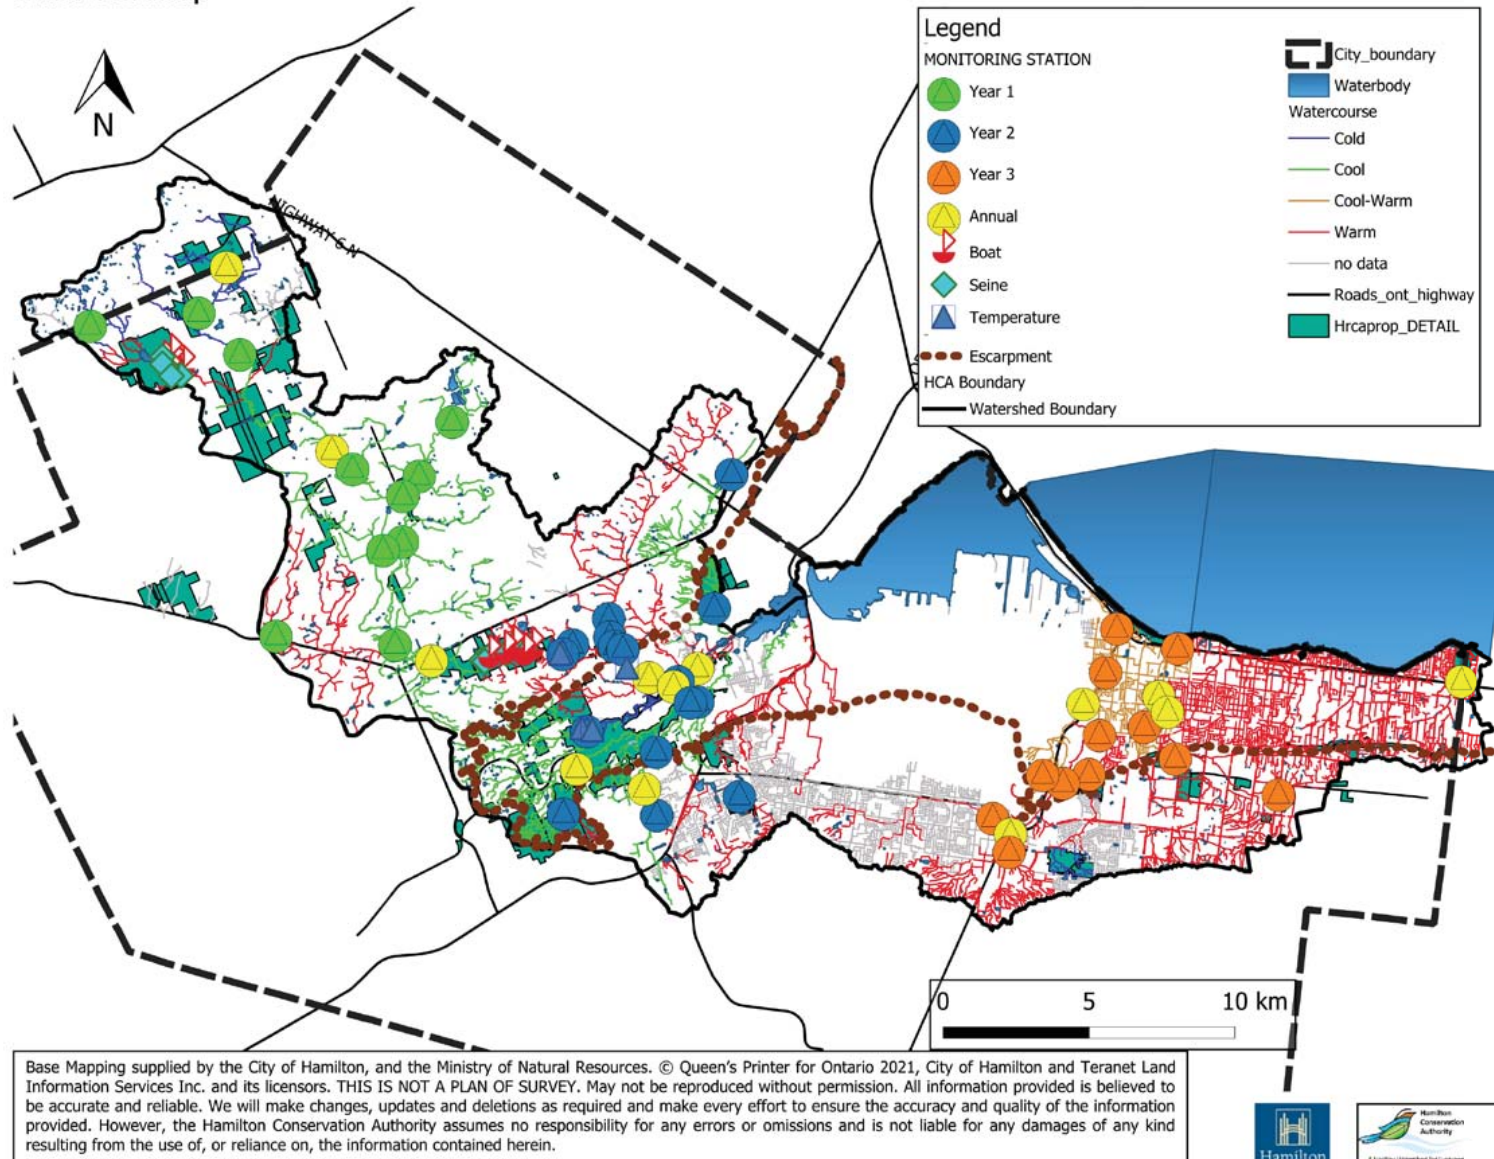 Legend
MONITORING STATION
Year 1
Year 2
Year 3
Annual
Boat
Seine
Temperature
Escarpment
HCA Boundary
Watershed Boundary
City_boundary
Waterbody
Watercourse
Cold
Cool
Cool-Warm
Warm
no data
Roads_ont_highway
Hrcaprop_DETAIL
N
HIGHWAY 6 N
0 5 10 km
Base Mapping supplied by the City of Hamilton, and the Ministry of Natural Resources. © Queen's Printer for Ontario 2021, City of Hamilton and Teranet Land
Information Services Inc. and its licensors. THIS IS NOT A PLAN OF SURVEY. May not be reproduced without permission. All information provided is believed to
be accurate and reliable. We will make changes, updates and deletions as required and make every effort to ensure the accuracy and quality of the information
provided. However, the Hamilton Conservation Authority assumes no responsibility for any errors or omissions and is not liable for any damages of any kind
resulting from the use of, or reliance on, the information contained herein.
Hamilton
Hamilton
Conservation
Authority